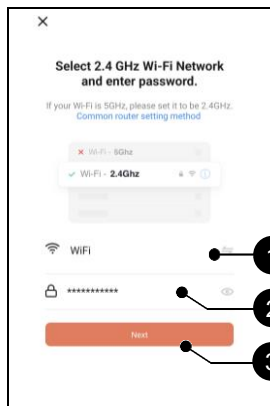 Select 2.4 GHz Wi-Fi Network
and enter password.
If your Wi-Fi is 5GHz, please set it to be 2.4GHz.
Common router setting method
Wi-Fi - 5Ghz
Wi-Fi - 2.4Ghz
WiFi
1
***********
2
Next
3